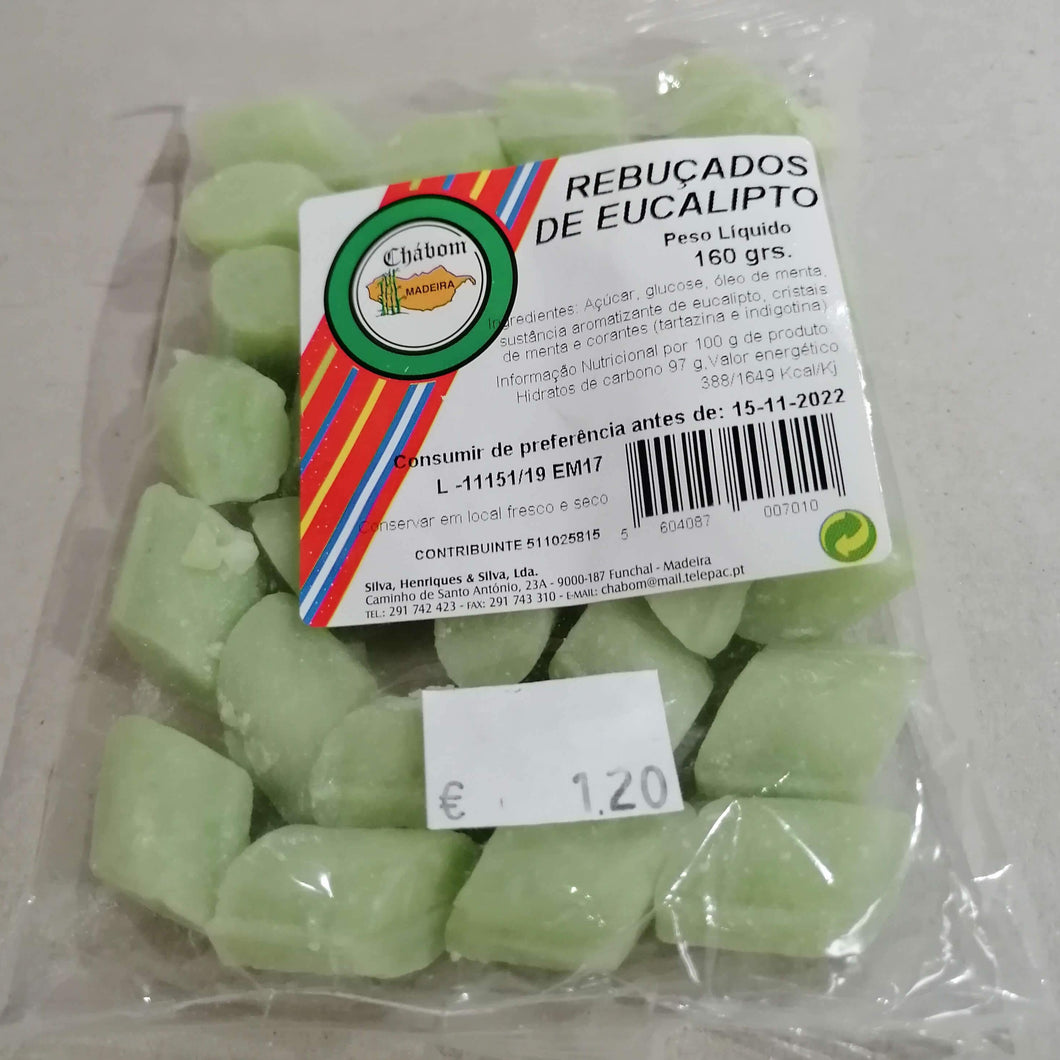 REBUÇADOS
DE EUCALIPTO
Peso Líquido
160 grs.
Chábom
MADEIRA
Ingredientes: Açúcar, glucose, óleo de menta,
sustância aromatizante de eucalipto, cristais
de menta e corantes (tartazina e indigotina)
Informação Nutricional por 100 g de produto:
Hidratos de carbono 97 g,Valor energético
388/1649 Kcal/Kj
Consumir de preferência antes de: 15-11-2022
L -11151/19 EM17
Conservar em local fresco e seco
CONTRIBUINTE 511025815
5 604087 007010
Silva, Henriques & Silva, Lda.
Caminho de Santo António, 23A - 9000-187 Funchal - Madeira
TEL.: 291 742 423 - FAX: 291 743 310 - E-MAIL: chabom@mail.telepac.pt
€ 1.20